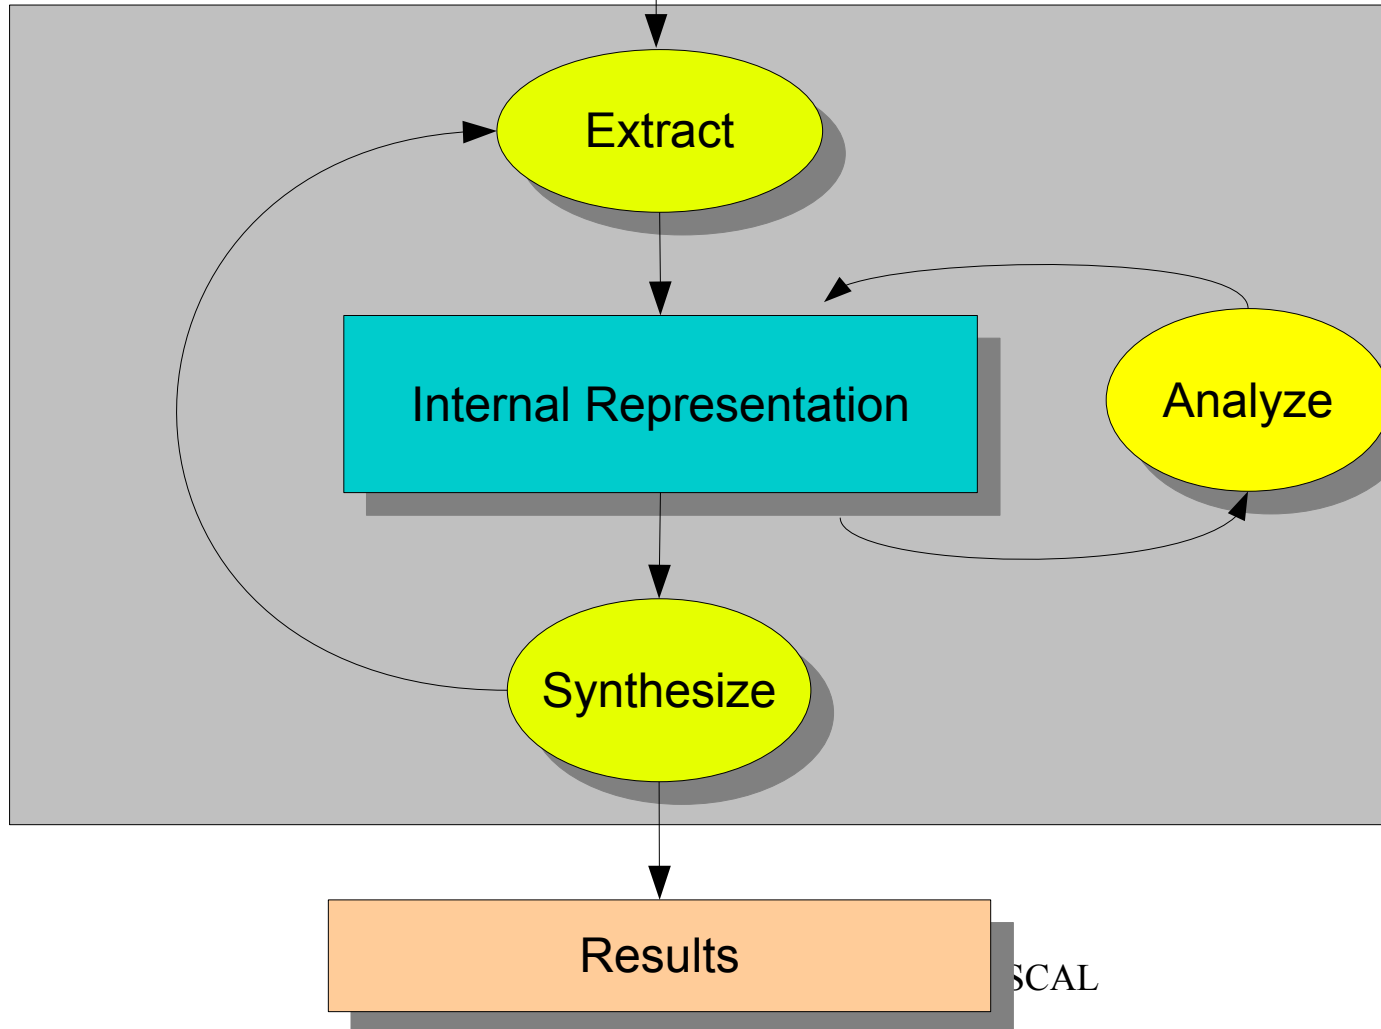 Extract
Internal Representation
Analyze
Synthesize
Results
SCAL